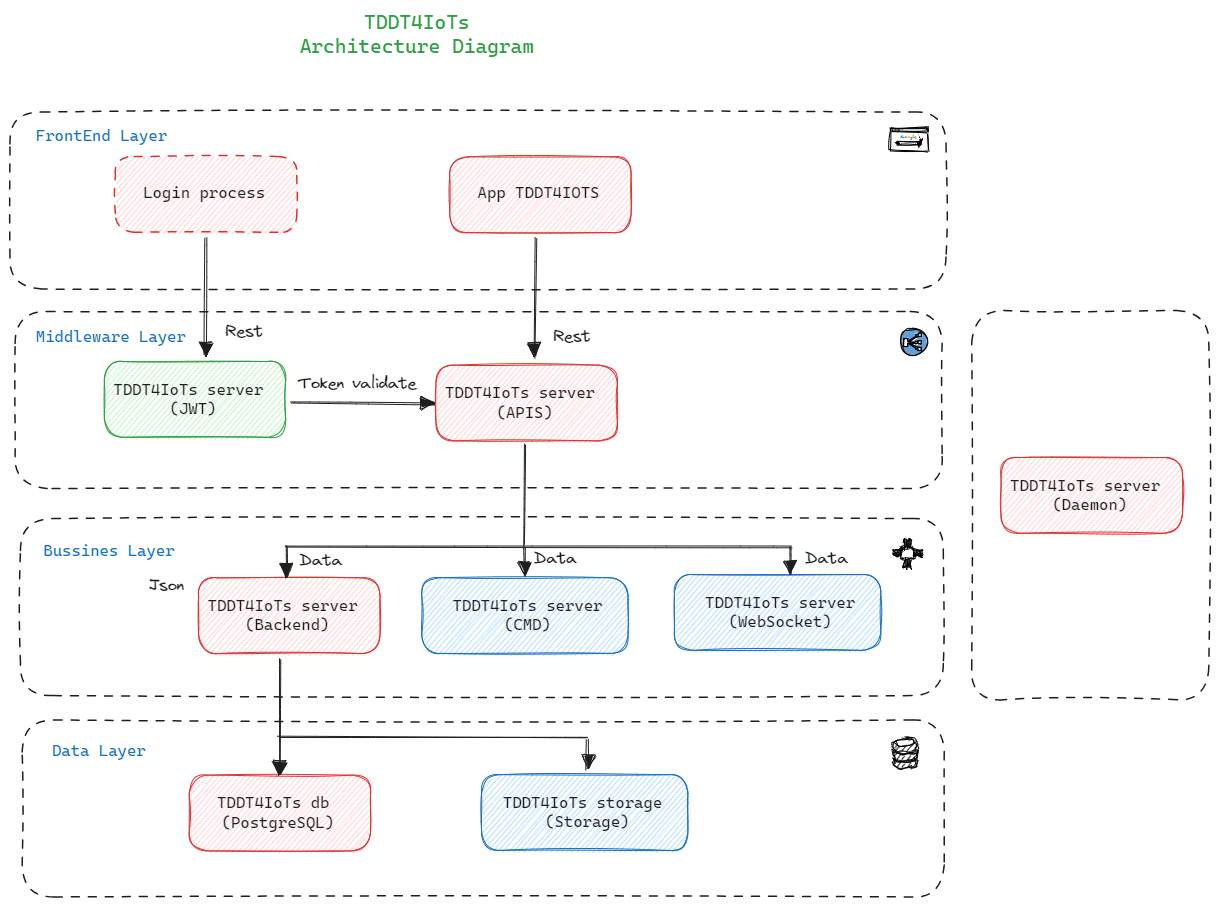 TDDT4IoTs
Architecture Diagram
FrontEnd Layer
Login process
App TDDT4IOTS
Rest
Rest
Middleware Layer
TDDT4IoTs server
(JWT)
Token validate
TDDT4IoTs server
(APIS)
TDDT4IoTs server
(Daemon)
Bussines Layer
Data
Data
Data
Json
TDDT4IoTs server
(Backend)
TDDT4IoTs server
(CMD)
TDDT4IoTs server
(WebSocket)
Data Layer
TDDT4IoTs db
(PostgreSQL)
TDDT4IoTs storage
(Storage)